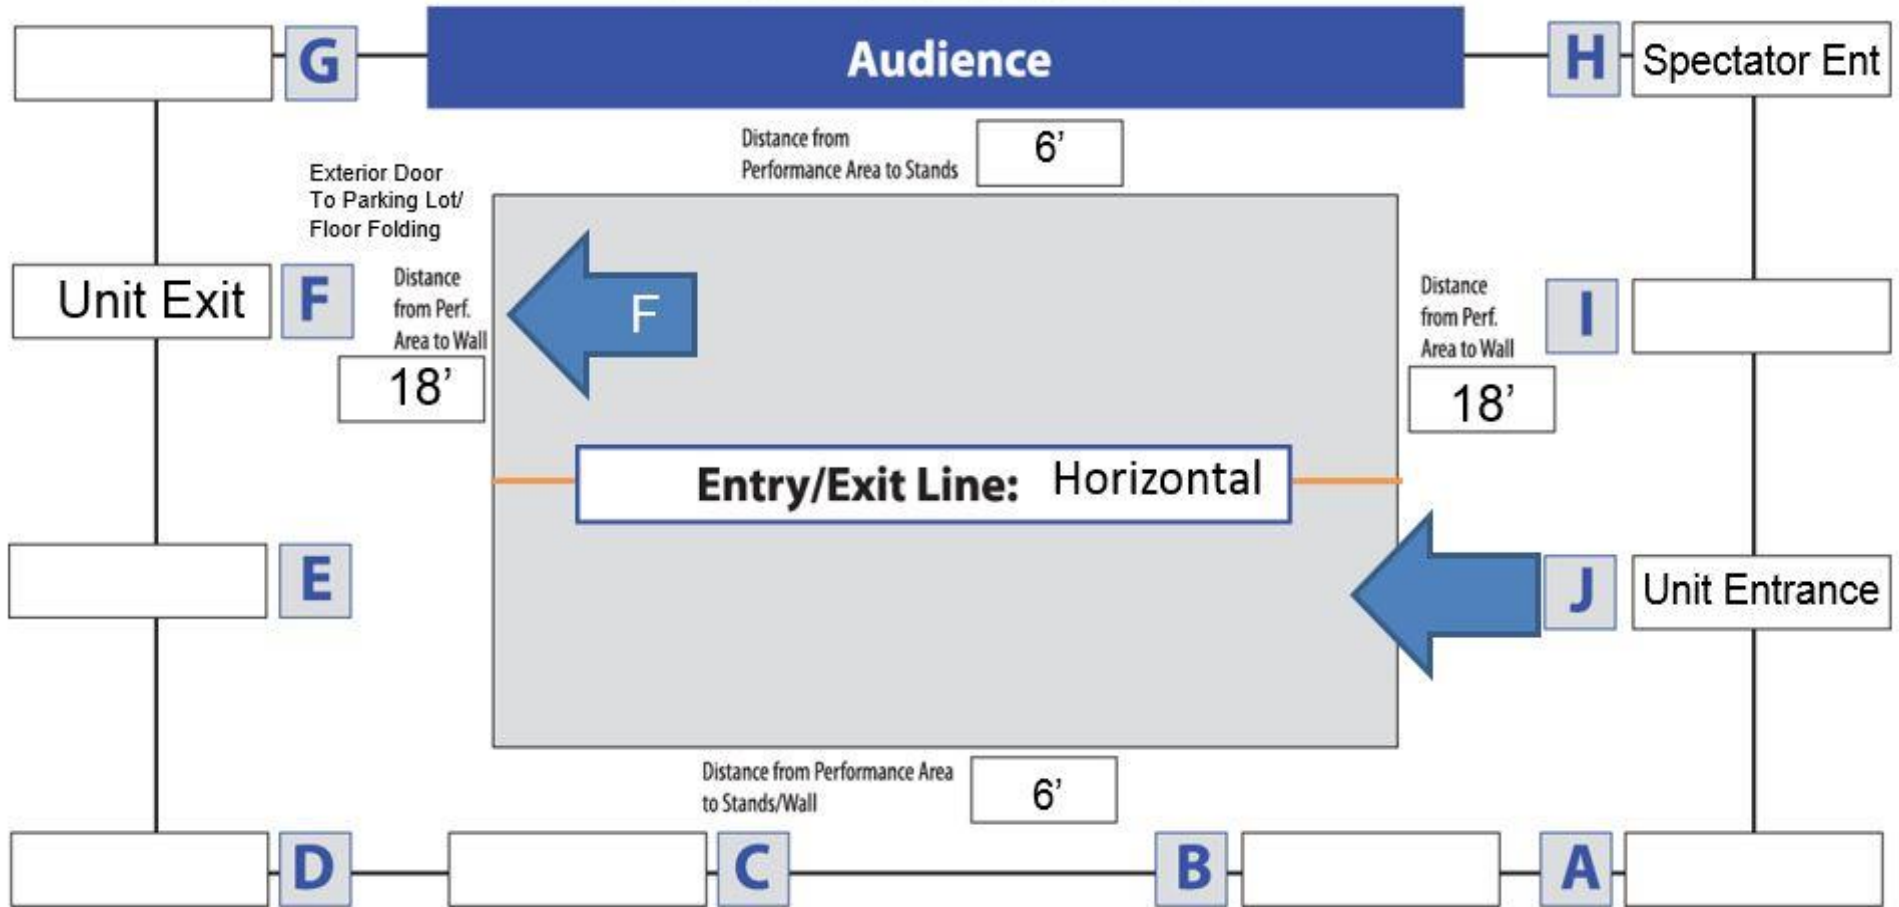 G
Audience
H
Spectator Ent
Distance from
Performance Area to Stands
6’
Exterior Door
To Parking Lot/
Floor Folding
Unit Exit
F
Distance
from Perf.
Area to Wall
18’
F
Distance
from Perf.
Area to Wall
18’
I
Entry/Exit Line: Horizontal
E
J
Unit Entrance
Distance from Performance Area
to Stands/Wall
6’
D
C
B
A